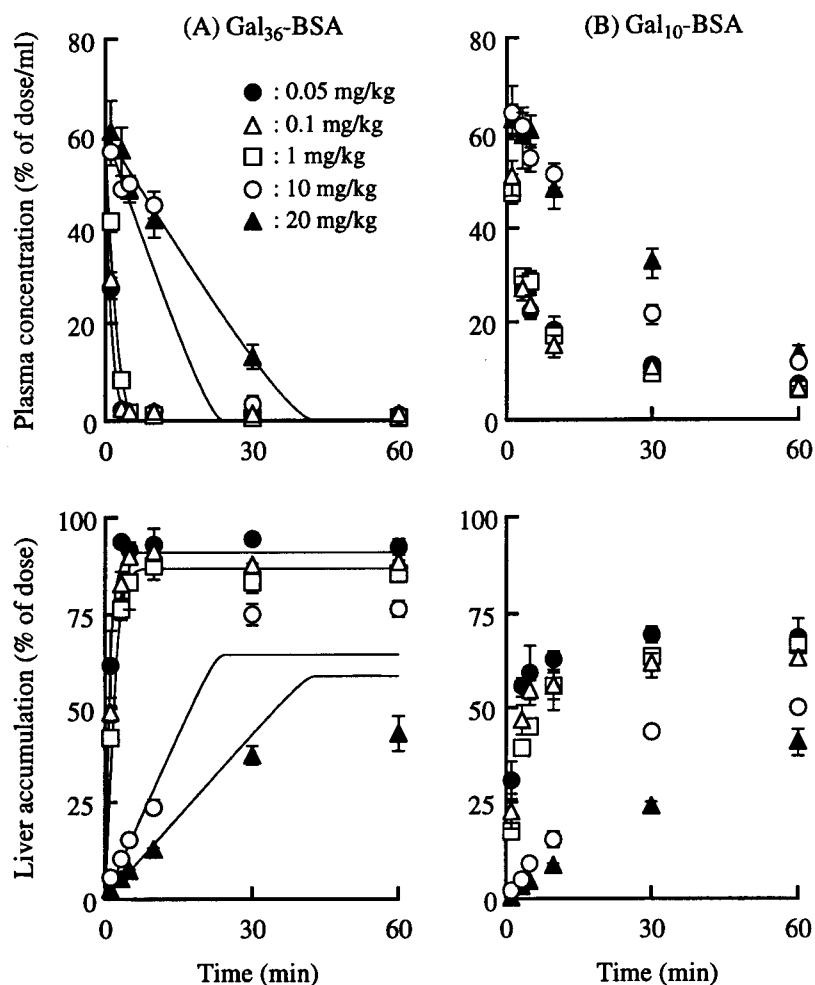 (A) Gal36-BSA
(B) Gal10-BSA
Plasma concentration (% of dose/ml)
80
60
40
20
0
0
30
60
● : 0.05 mg/kg
△ : 0.1 mg/kg
□ : 1 mg/kg
○ : 10 mg/kg
▲ : 20 mg/kg
80
60
40
20
0
0
30
60
Liver accumulation (% of dose)
100
75
50
25
0
0
30
60
Time (min)
100
75
50
25
0
0
30
60
Time (min)